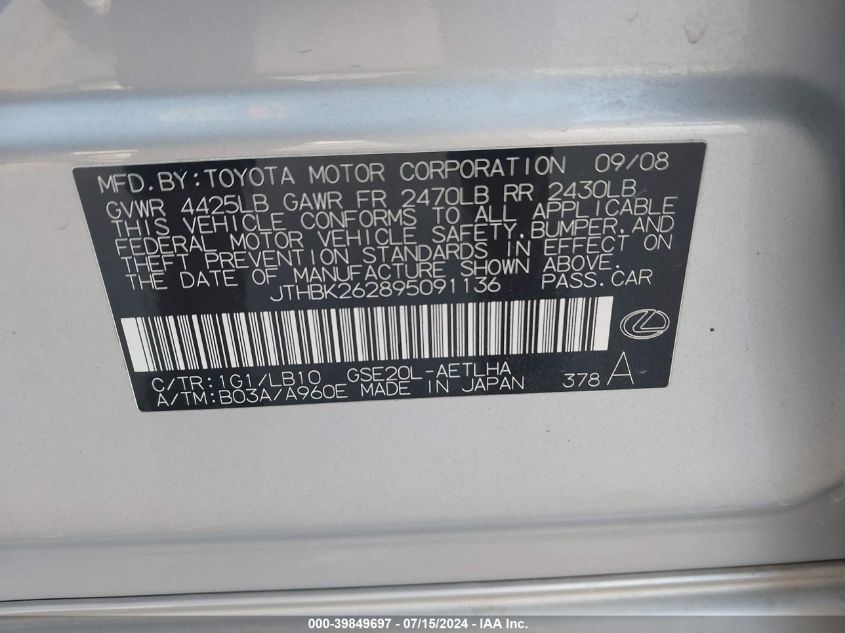 MFD.BY:TOYOTA MOTOR CORPORATION 09/08
GVWR 4425LB GAWR FR 2470LB RR 2430LB
THIS VEHICLE CONFORMS TO ALL APPLICABLE
FEDERAL MOTOR VEHICLE SAFETY,BUMPER,AND
THEFT PREVENTION STANDARDS IN EFFECT ON
THE DATE OF MANUFACTURE SHOWN ABOVE.
JTHBK262895091136 PASS.CAR
C/TR:1G1/LB10 GSE20L-AETLHA
A/TM:B03A/A960E MADE IN JAPAN 378 A
000-39849697 - 07/15/2024 - IAA Inc.